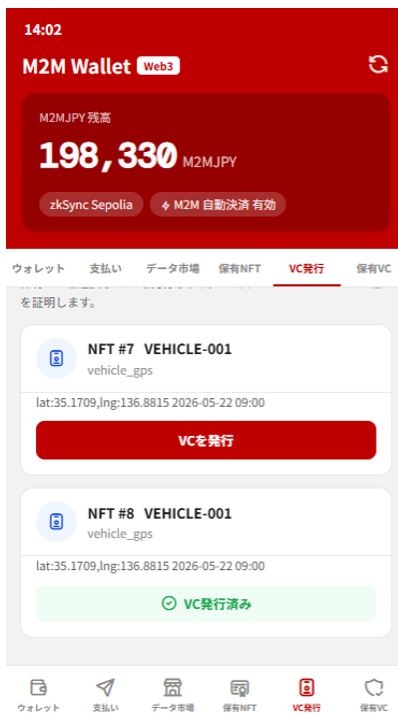 14:02
M2M Wallet Web3
M2MJPY 残高
198,330 M2MJPY
zkSync Sepolia M2M 自動決済 有効
ウォレット 支払い データ市場 保有NFT VC発行 保有VC
を証明します。
NFT #7 VEHICLE-001
vehicle_gps
lat:35.1709,lng:136.8815 2026-05-22 09:00
VCを発行
NFT #8 VEHICLE-001
vehicle_gps
lat:35.1709,lng:136.8815 2026-05-22 09:00
VC発行済み
ウォレット 支払い データ市場 保有NFT VC発行 保有VC